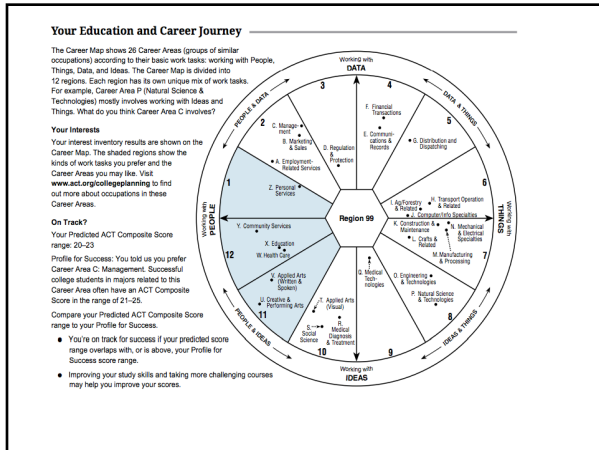 Your Education and Career Journey
The Career Map shows 26 Career Areas (groups of similar
occupations) according to their basic work tasks: working with People,
Things, Data, and Ideas. The Career Map is divided into
12 regions. Each region has its own unique mix of work tasks.
For example, Career Area P (Natural Science &
Technologies) mostly involves working with Ideas and
Things. What do you think Career Area C involves?
Your Interests
Your interest inventory results are shown on the
Career Map. The shaded regions show the
kinds of work tasks you prefer and the
Career Areas you may like. Visit
www.act.org/collegeplanning to find
out more about occupations in these
Career Areas.
On Track?
Your Predicted ACT Composite Score
range: 20–23
Profile for Success: You told us you prefer
Career Area C: Management. Successful
college students in majors related to this
Career Area often have an ACT Composite
Score in the range of 21–25.
Compare your Predicted ACT Composite Score
range to your Profile for Success.
● You're on track for success if your predicted score
range overlaps with, or is above, your Profile for
Success score range.
● Improving your study skills and taking more challenging courses
may help you improve your scores.
Working with
DATA
PEOPLE & DATA
DATA & THINGS
3
4
F. Financial
Transactions
2
C. Manage-
ment
B. Marketing
& Sales
D. Regulation
&
Protection
E. Communi-
cations
& Records
5
G. Distribution and
Dispatching
A. Employment-
Related Services
1
Z. Personal
Services
6
I. Ag/Forestry
& Related
H. Transport Operation
& Related
J. Computer/Info Specialties
Working with
PEOPLE
Region 99
Working with
THINGS
Y. Community Services
K. Construction &
Maintenance
N. Mechanical
& Electrical
Specialties
L. Crafts &
Related
X. Education
W. Health Care
12
M. Manufacturing
& Processing
7
Q. Medical
Tech-
nologies
V. Applied Arts
(Written &
Spoken)
O. Engineering
& Technologies
U. Creative &
Performing Arts
11
T. Applied Arts
(Visual)
P. Natural Science
& Technologies
8
S.
Social
Science
R.
Medical
Diagnosis
& Treatment
10
9
PEOPLE & IDEAS
IDEAS & THINGS
Working with
IDEAS